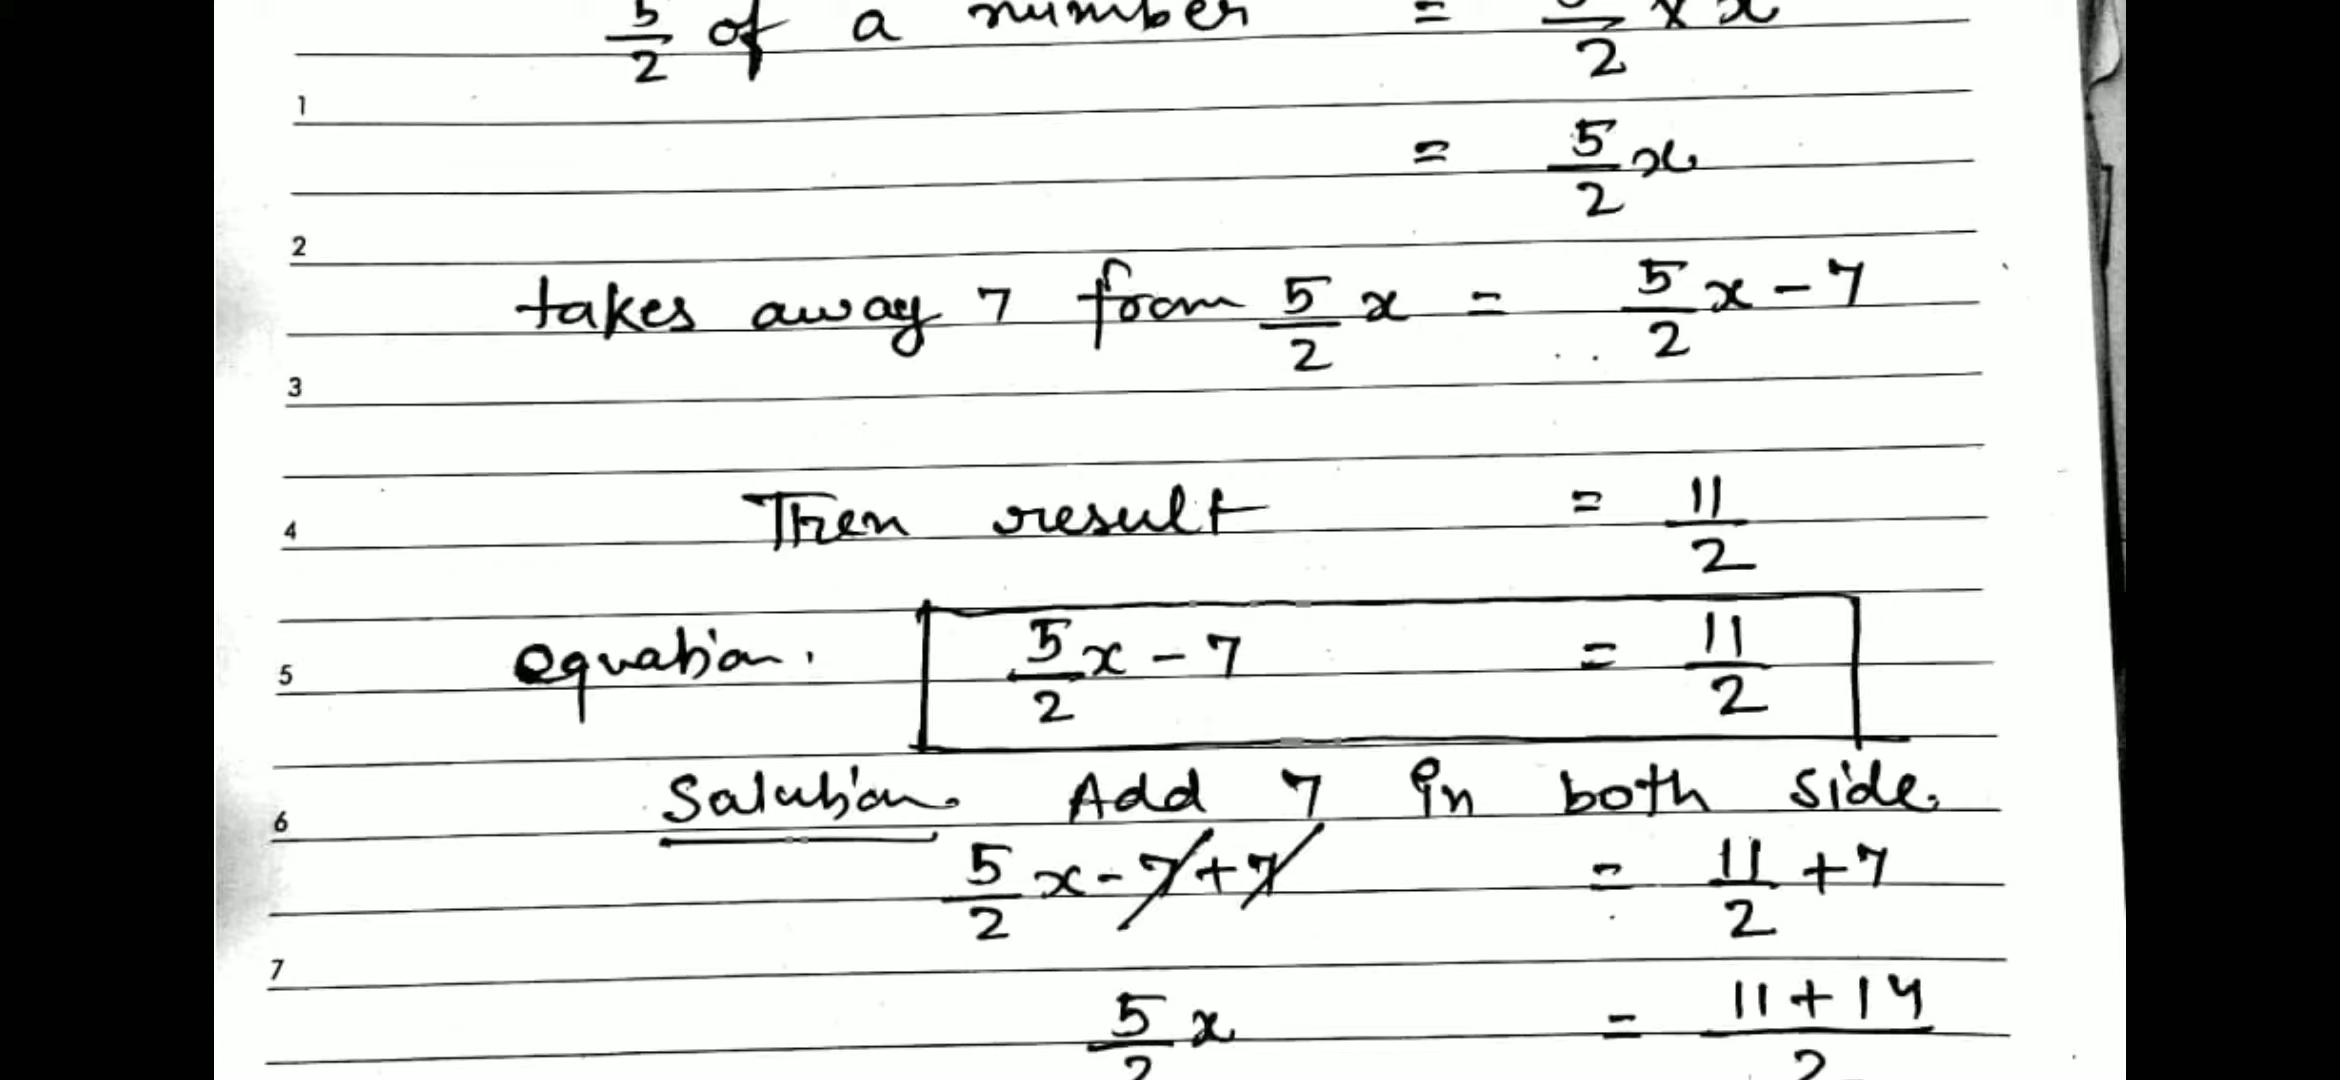 5/2 of a number = 5/2 × x
1
= 5/2 x
2
takes away 7 from 5/2 x = 5/2 x - 7
3
Then result = 11/2
4
equation. 5/2 x - 7 = 11/2
5
Solution. Add 7 in both side.
6
5/2 x - 7 + 7 = 11/2 + 7
7
5/2 x = 11 + 14/2